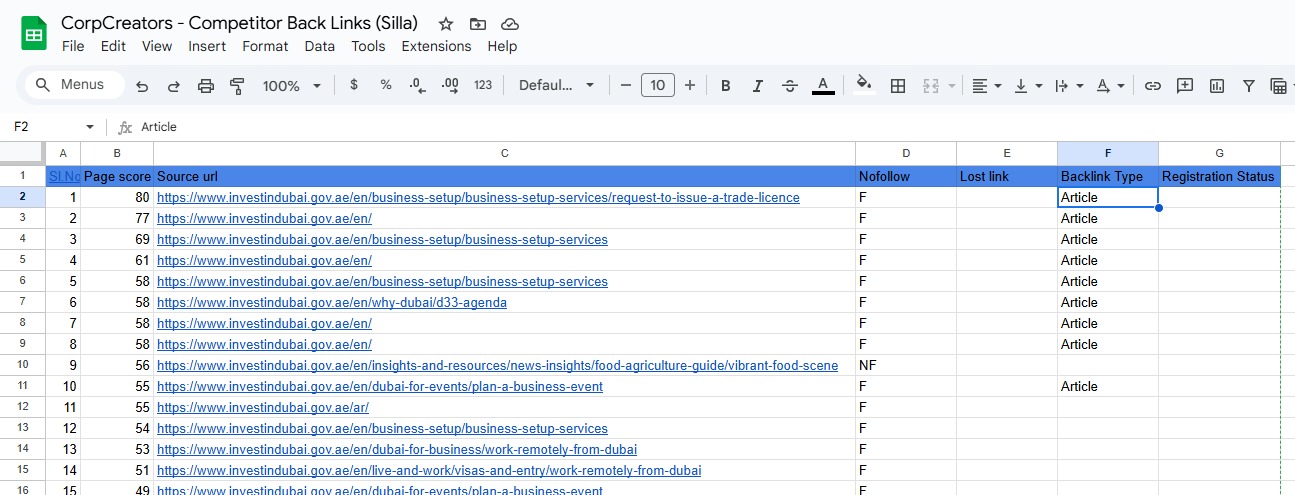 CorpCreators - Competitor Back Links (Silla)
File Edit View Insert Format Data Tools Extensions Help
Menus 100% $ % .0 .00 123 Defaul... 10 B I A
F2 fx Article
A B C D E F G
1 Sl.No Page score Source url Nofollow Lost link Backlink Type Registration Status
2 1 80 https://www.investindubai.gov.ae/en/business-setup/business-setup-services/request-to-issue-a-trade-licence F Article
3 2 77 https://www.investindubai.gov.ae/en/ F Article
4 3 69 https://www.investindubai.gov.ae/en/business-setup/business-setup-services F Article
5 4 61 https://www.investindubai.gov.ae/en/ F Article
6 5 58 https://www.investindubai.gov.ae/en/business-setup/business-setup-services F Article
7 6 58 https://www.investindubai.gov.ae/en/why-dubai/d33-agenda F Article
8 7 58 https://www.investindubai.gov.ae/en/ F Article
9 8 58 https://www.investindubai.gov.ae/en/ F Article
10 9 56 https://www.investindubai.gov.ae/en/insights-and-resources/news-insights/food-agriculture-guide/vibrant-food-scene NF
11 10 55 https://www.investindubai.gov.ae/en/dubai-for-events/plan-a-business-event F Article
12 11 55 https://www.investindubai.gov.ae/ar/ F
13 12 54 https://www.investindubai.gov.ae/en/business-setup/business-setup-services F
14 13 53 https://www.investindubai.gov.ae/en/dubai-for-business/work-remotely-from-dubai F
15 14 51 https://www.investindubai.gov.ae/en/live-and-work/visas-and-entry/work-remotely-from-dubai F
16 15 49 https://www.investindubai.gov.ae/en/dubai-for-events/plan-a-business-event F